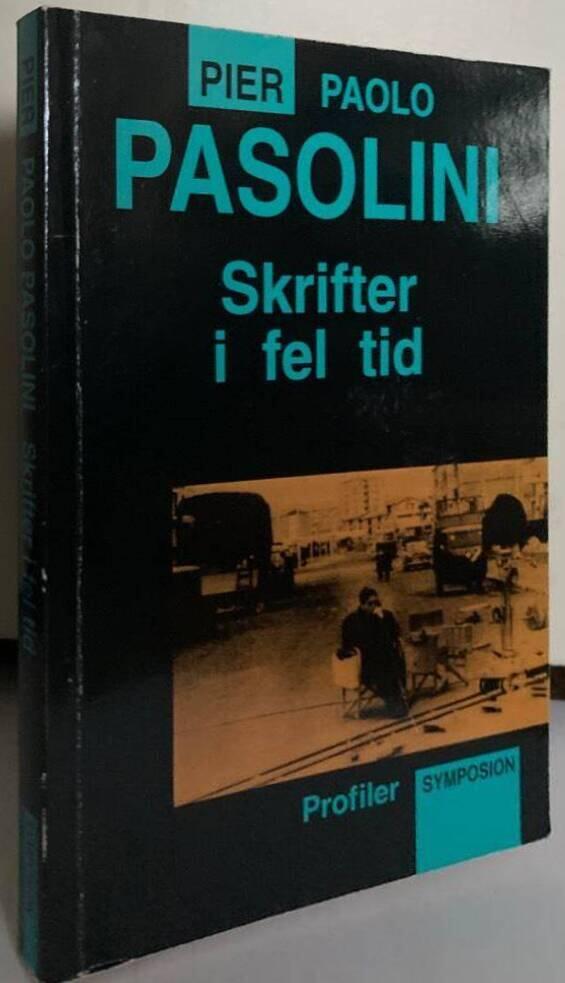 PIER PAOLO
PASOLINI
Skrifter
i fel tid
Profiler
SYMPOSION
PIER PAOLO PASOLINI Skrifter i fel tid